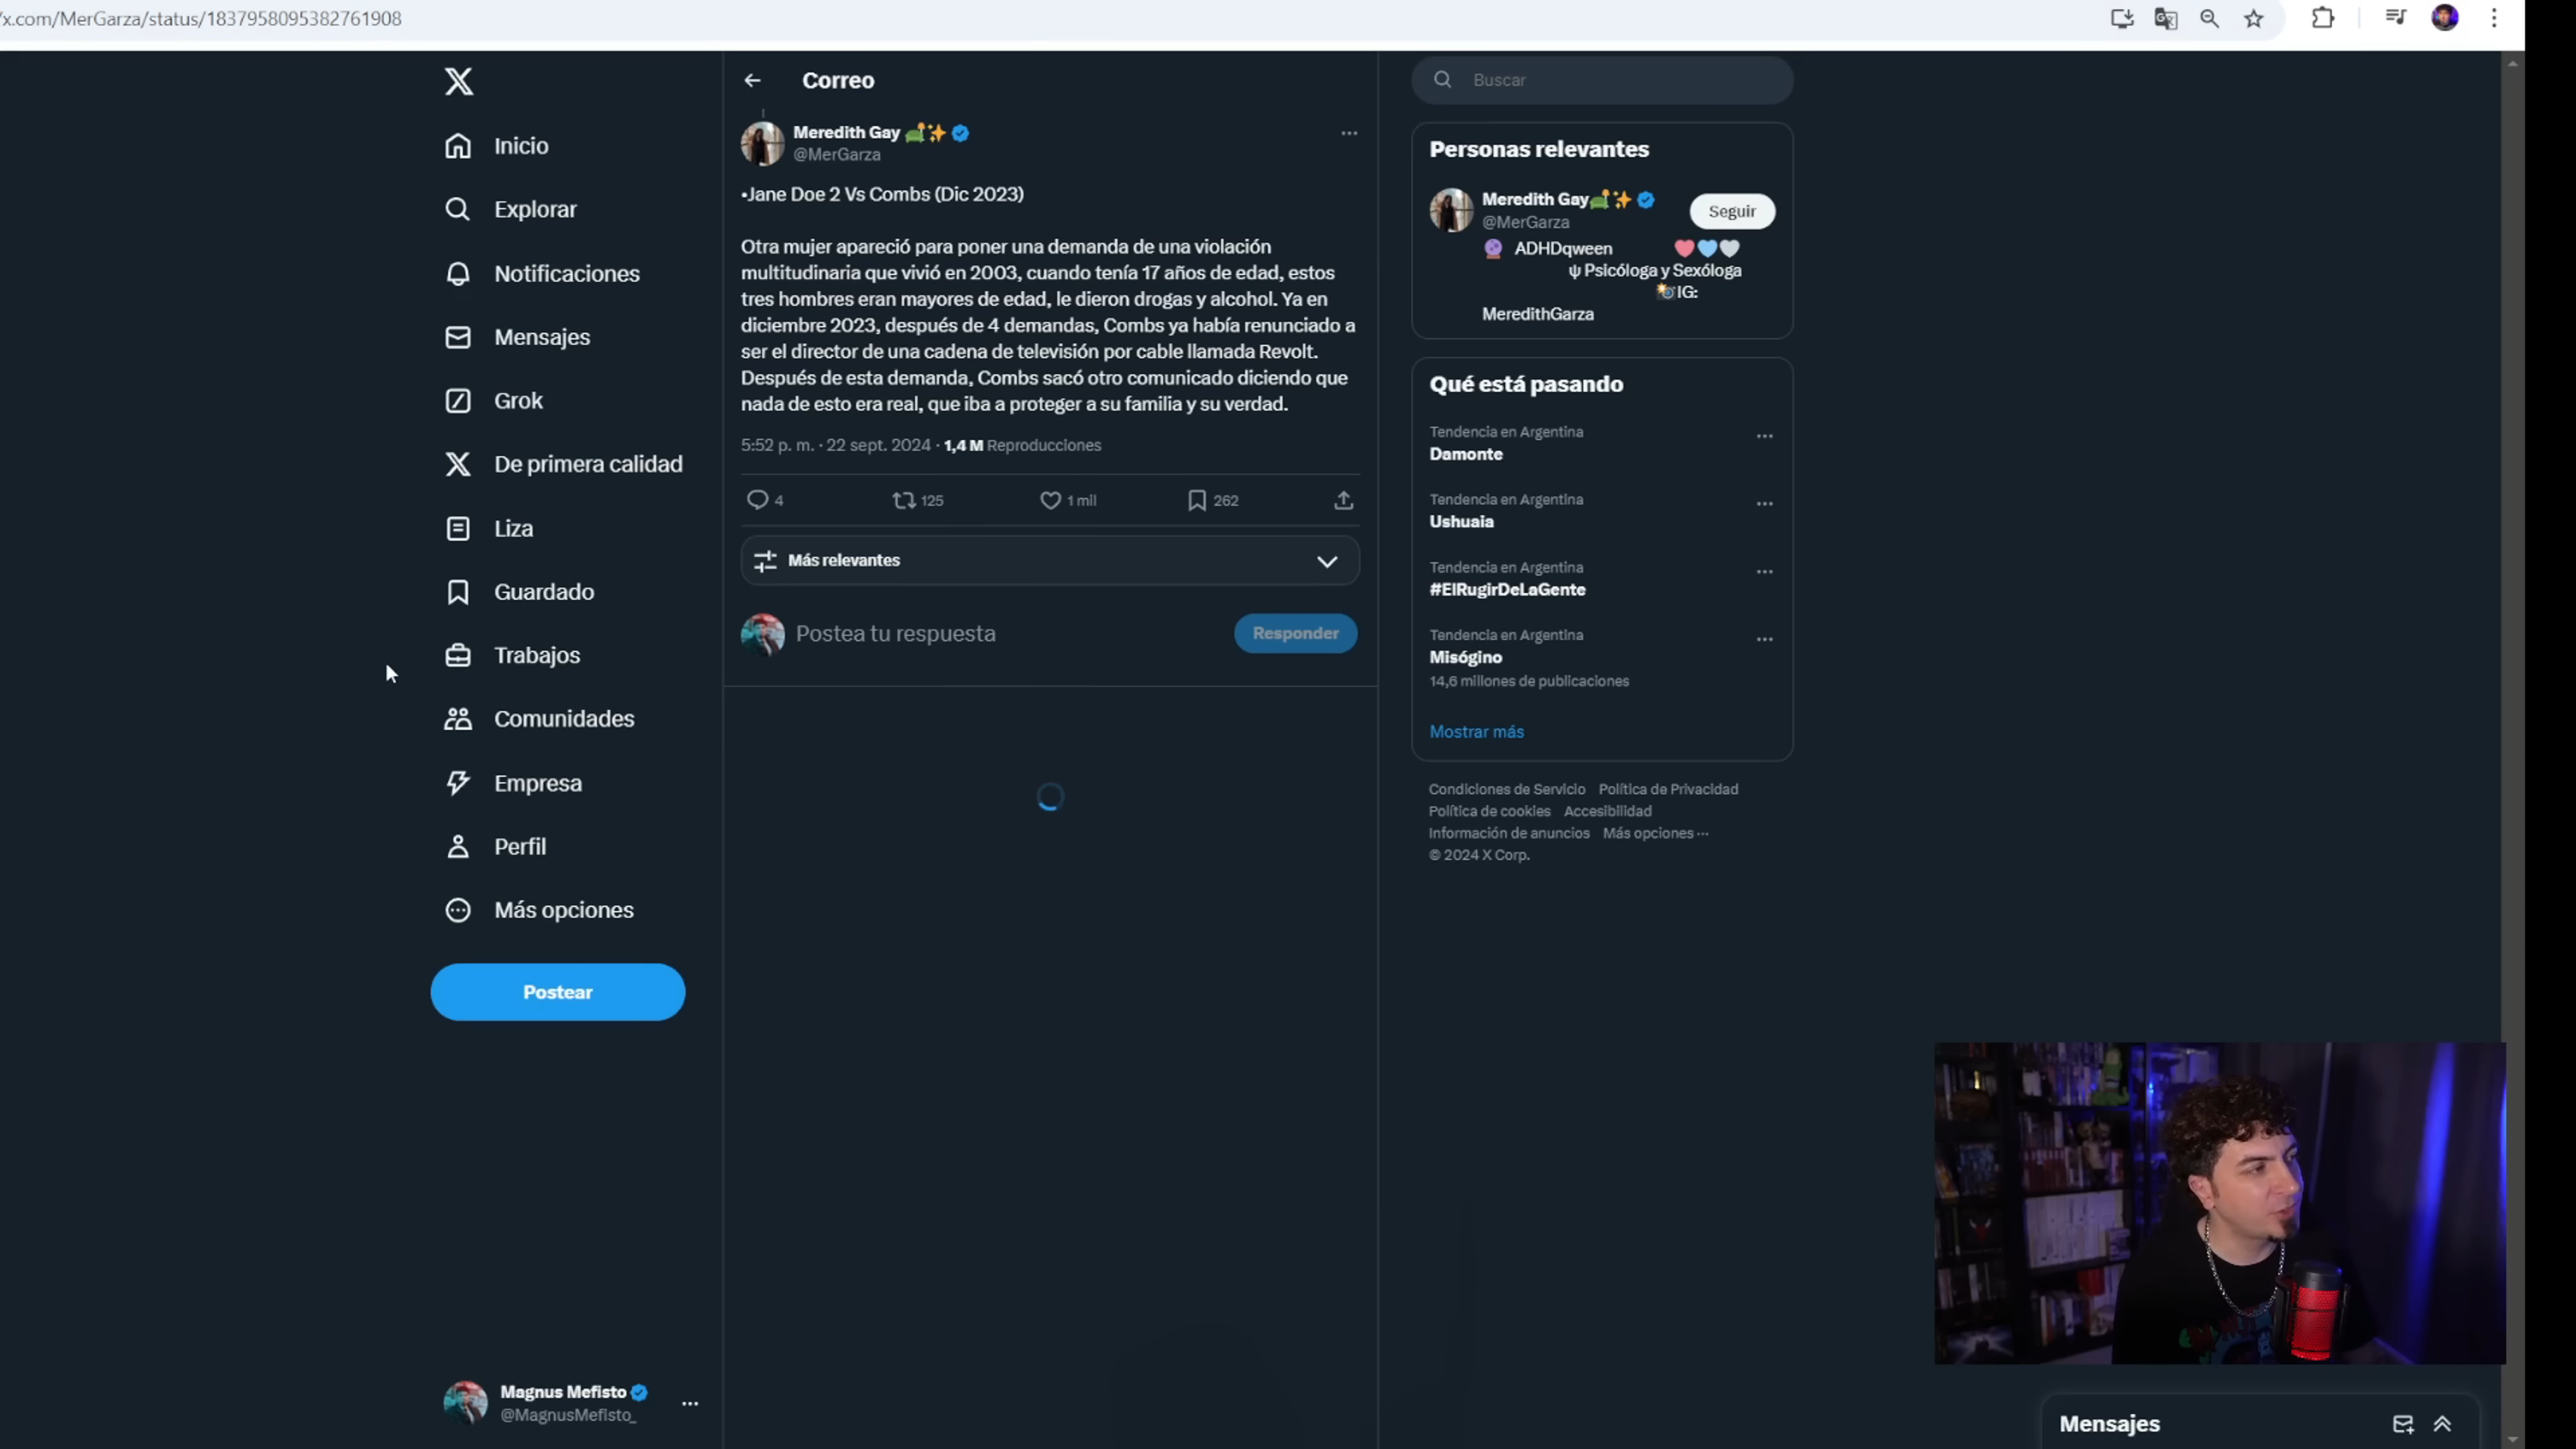 /x.com/MerGarza/status/1837958095382761908
Inicio
Explorar
Notificaciones
Mensajes
Grok
De primera calidad
Liza
Guardado
Trabajos
Comunidades
Empresa
Perfil
Más opciones
Postear
Magnus Mefisto
@MagnusMefisto_
Correo
Meredith Gay
@MerGarza
•Jane Doe 2 Vs Combs (Dic 2023)
Otra mujer apareció para poner una demanda de una violación
multitudinaria que vivió en 2003, cuando tenía 17 años de edad, estos
tres hombres eran mayores de edad, le dieron drogas y alcohol. Ya en
diciembre 2023, después de 4 demandas, Combs ya había renunciado a
ser el director de una cadena de televisión por cable llamada Revolt.
Después de esta demanda, Combs sacó otro comunicado diciendo que
nada de esto era real, que iba a proteger a su familia y su verdad.
5:52 p. m. · 22 sept. 2024 · 1,4 M Reproducciones
4 125 1 mil 262
Más relevantes
Postea tu respuesta Responder
Buscar
Personas relevantes
Meredith Gay
@MerGarza
Seguir
ADHDqween
ψ Psicóloga y Sexóloga
IG:
MeredithGarza
Qué está pasando
Tendencia en Argentina
Damonte
Tendencia en Argentina
Ushuaia
Tendencia en Argentina
#ElRugirDeLaGente
Tendencia en Argentina
Misógino
14,6 millones de publicaciones
Mostrar más
Condiciones de Servicio Política de Privacidad
Política de cookies Accesibilidad
Información de anuncios Más opciones ···
© 2024 X Corp.
Mensajes